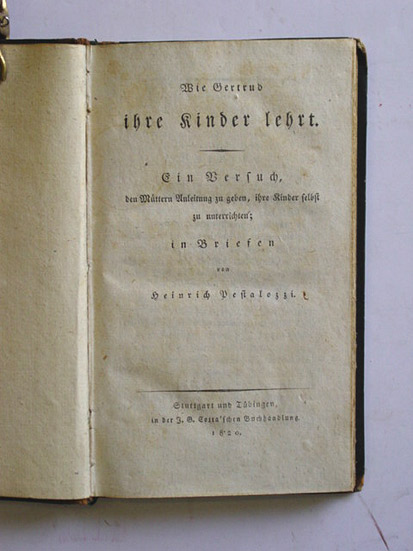 Wie Gertrud
ihre Kinder lehrt.
Ein Versuch,
den Müttern Anleitung zu geben, ihre Kinder selbst
zu unterrichten;
in Briefen
von
Heinrich Pestalozzi.
Stuttgart und Tübingen,
in der J. G. Cotta'schen Buchhandlung.
1820.